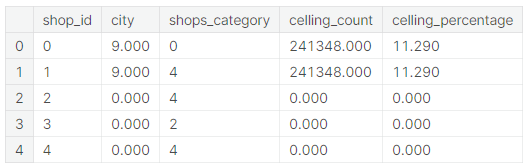 shop_id city shops_category celling_count celling_percentage
0 0 9.000 0 241348.000 11.290
1 1 9.000 4 241348.000 11.290
2 2 0.000 4 0.000 0.000
3 3 0.000 2 0.000 0.000
4 4 0.000 4 0.000 0.000